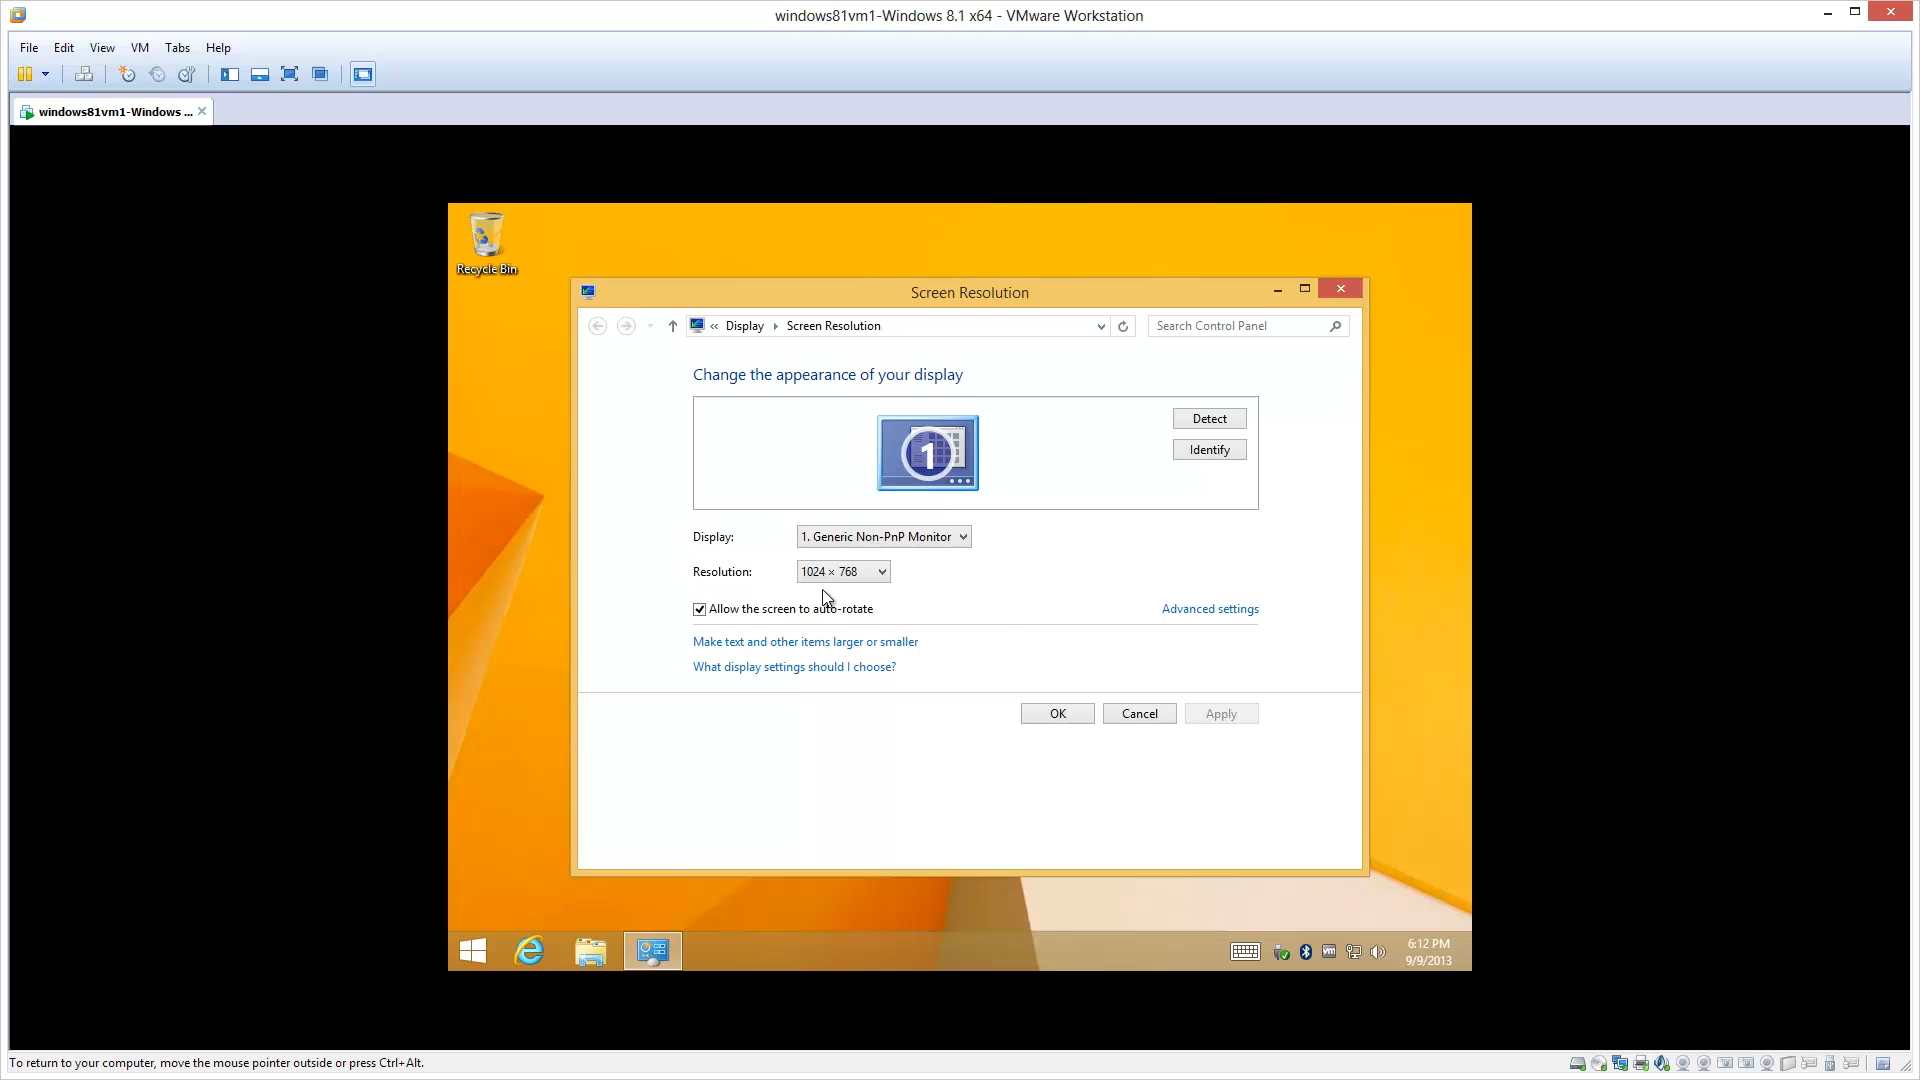 windows81vm1-Windows 8.1 x64 - VMware Workstation
File Edit View VM Tabs Help
windows81vm1-Windows ...
Recycle Bin
Screen Resolution
« Display Screen Resolution
Search Control Panel
Change the appearance of your display
1
Detect
Identify
Display: 1. Generic Non-PnP Monitor
Resolution: 1024 × 768
Allow the screen to auto-rotate
Advanced settings
Make text and other items larger or smaller
What display settings should I choose?
OK Cancel Apply
vm
6:12 PM
9/9/2013
To return to your computer, move the mouse pointer outside or press Ctrl+Alt.